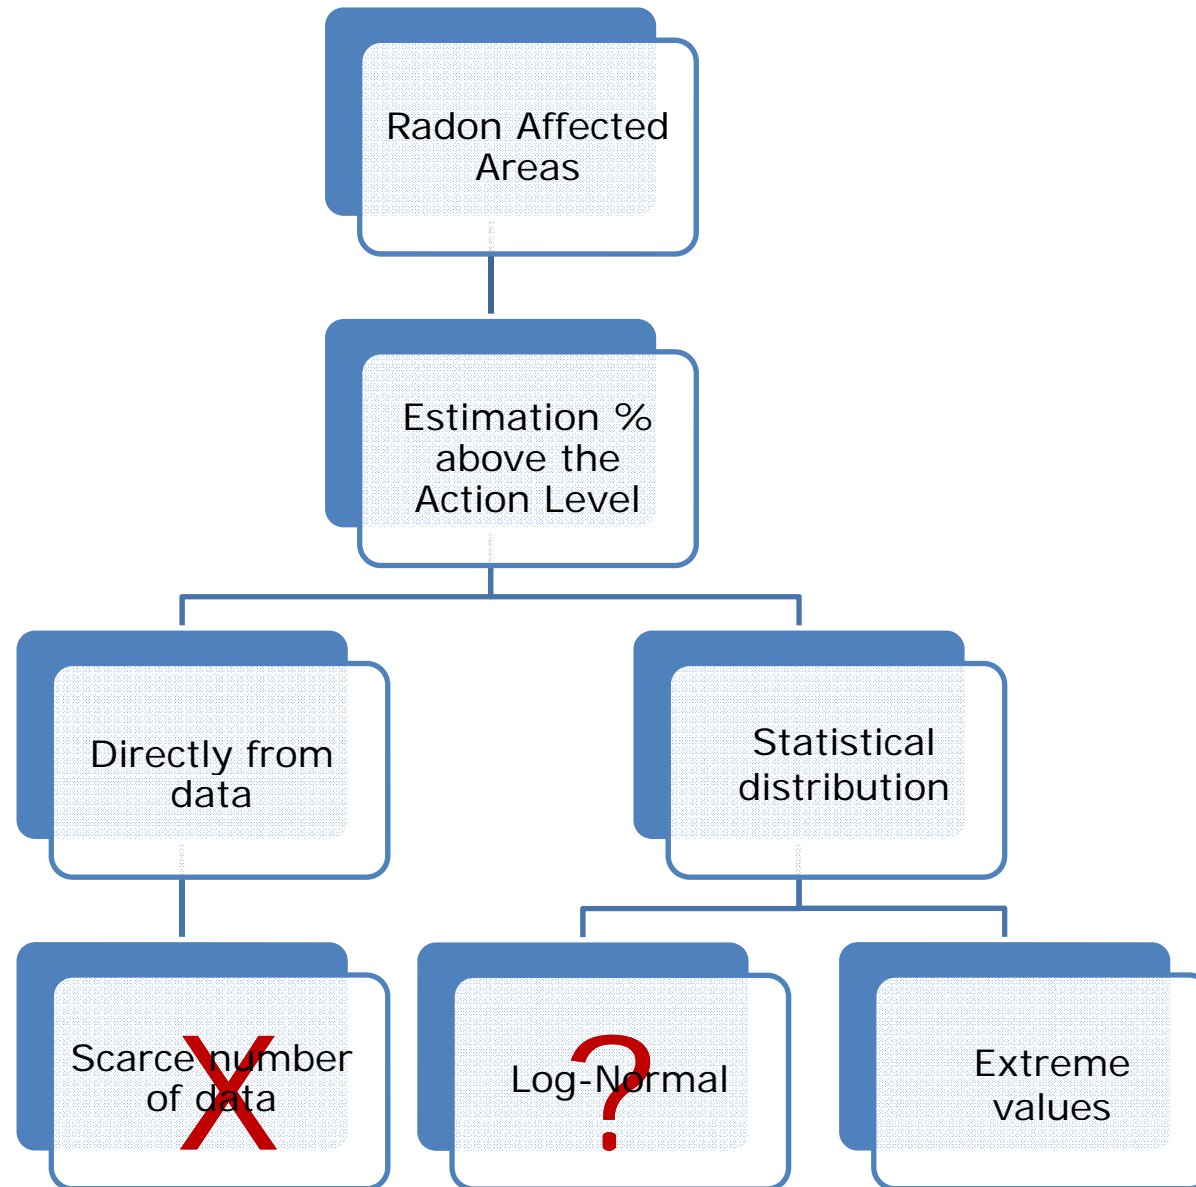 Radon Affected
Areas
Estimation %
above the
Action Level
Directly from
data
Statistical
distribution
Scarce number
of data
X
Log-Normal
?
Extreme
values